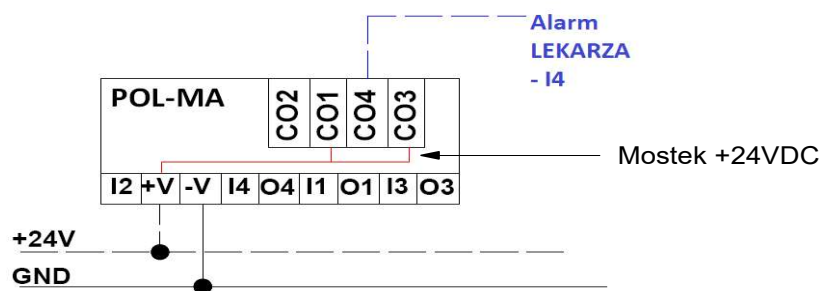 Alarm
LEKARZA
- I4
POL-MA
CO2 CO1 CO4 CO3
Mostek +24VDC
I2 +V -V I4 O4 I1 O1 I3 O3
+24V
GND